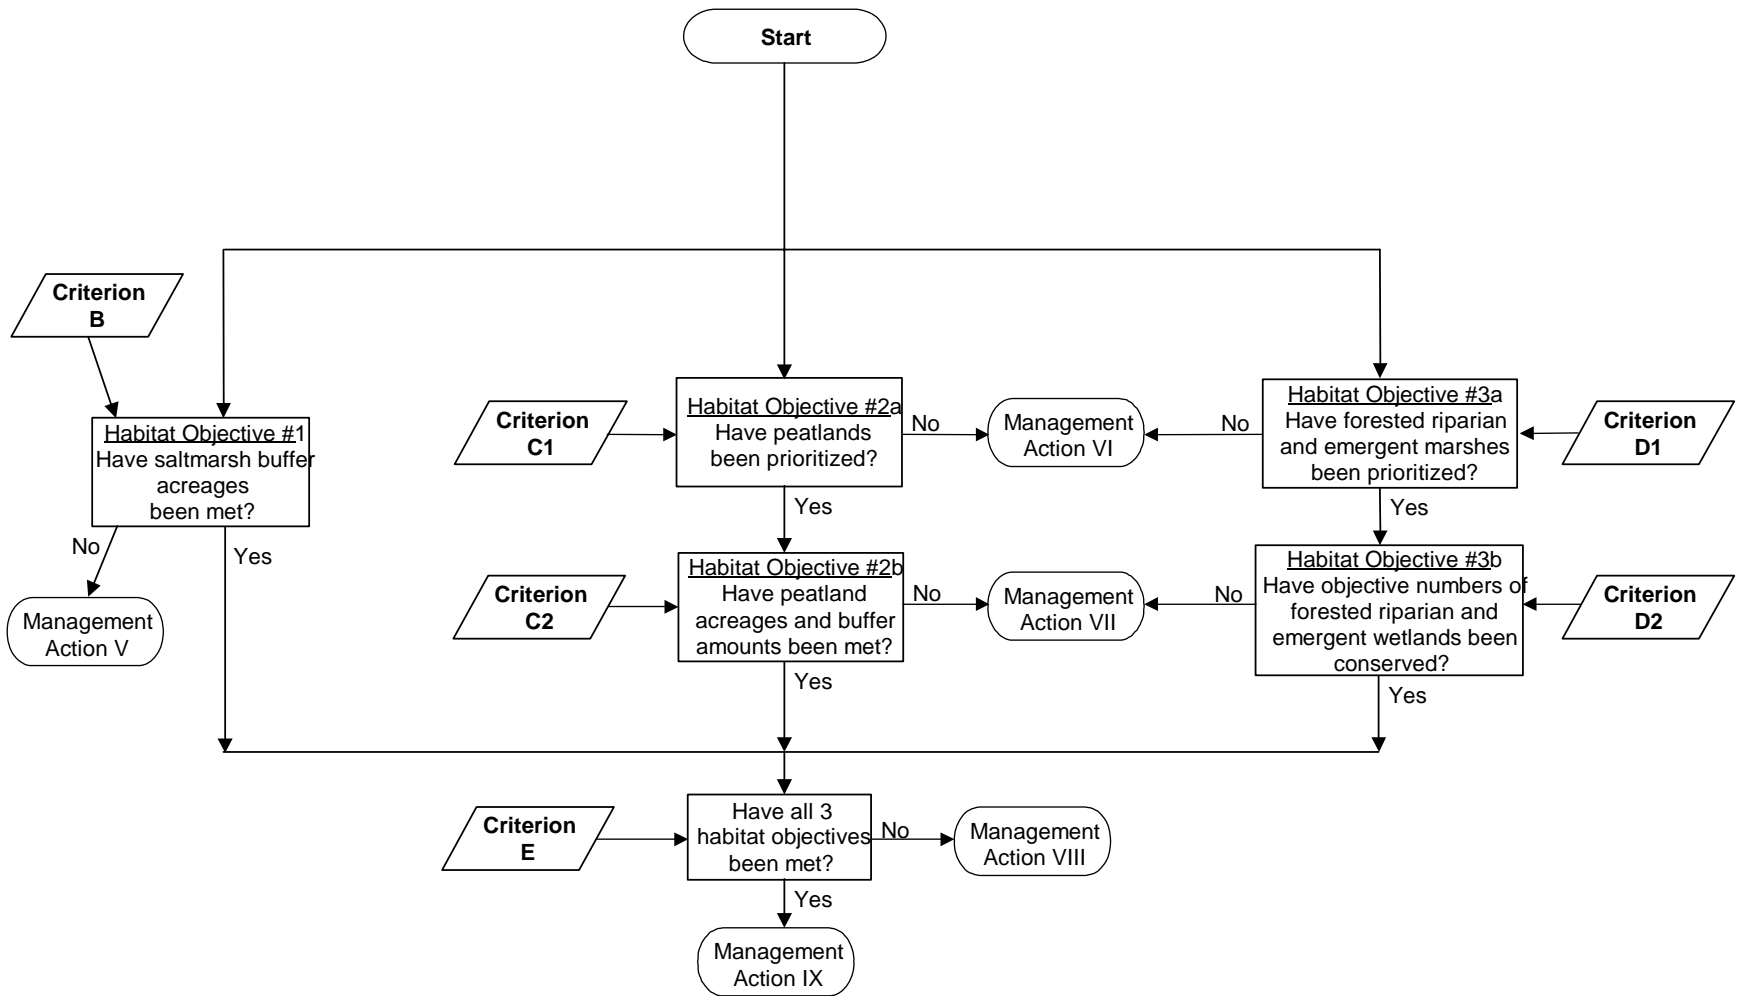 Start
Criterion
B
Habitat Objective #1
Have saltmarsh buffer
acreages
been met?
No
Yes
Management
Action V
Criterion
C1
Habitat Objective #2a
Have peatlands
been prioritized?
No
Yes
Management
Action VI
No
Habitat Objective #3a
Have forested riparian
and emergent marshes
been prioritized?
Yes
Criterion
D1
Criterion
C2
Habitat Objective #2b
Have peatland
acreages and buffer
amounts been met?
No
Yes
Management
Action VII
No
Habitat Objective #3b
Have objective numbers of
forested riparian and
emergent wetlands been
conserved?
Yes
Criterion
D2
Criterion
E
Have all 3
habitat objectives
been met?
No
Management
Action VIII
Yes
Management
Action IX